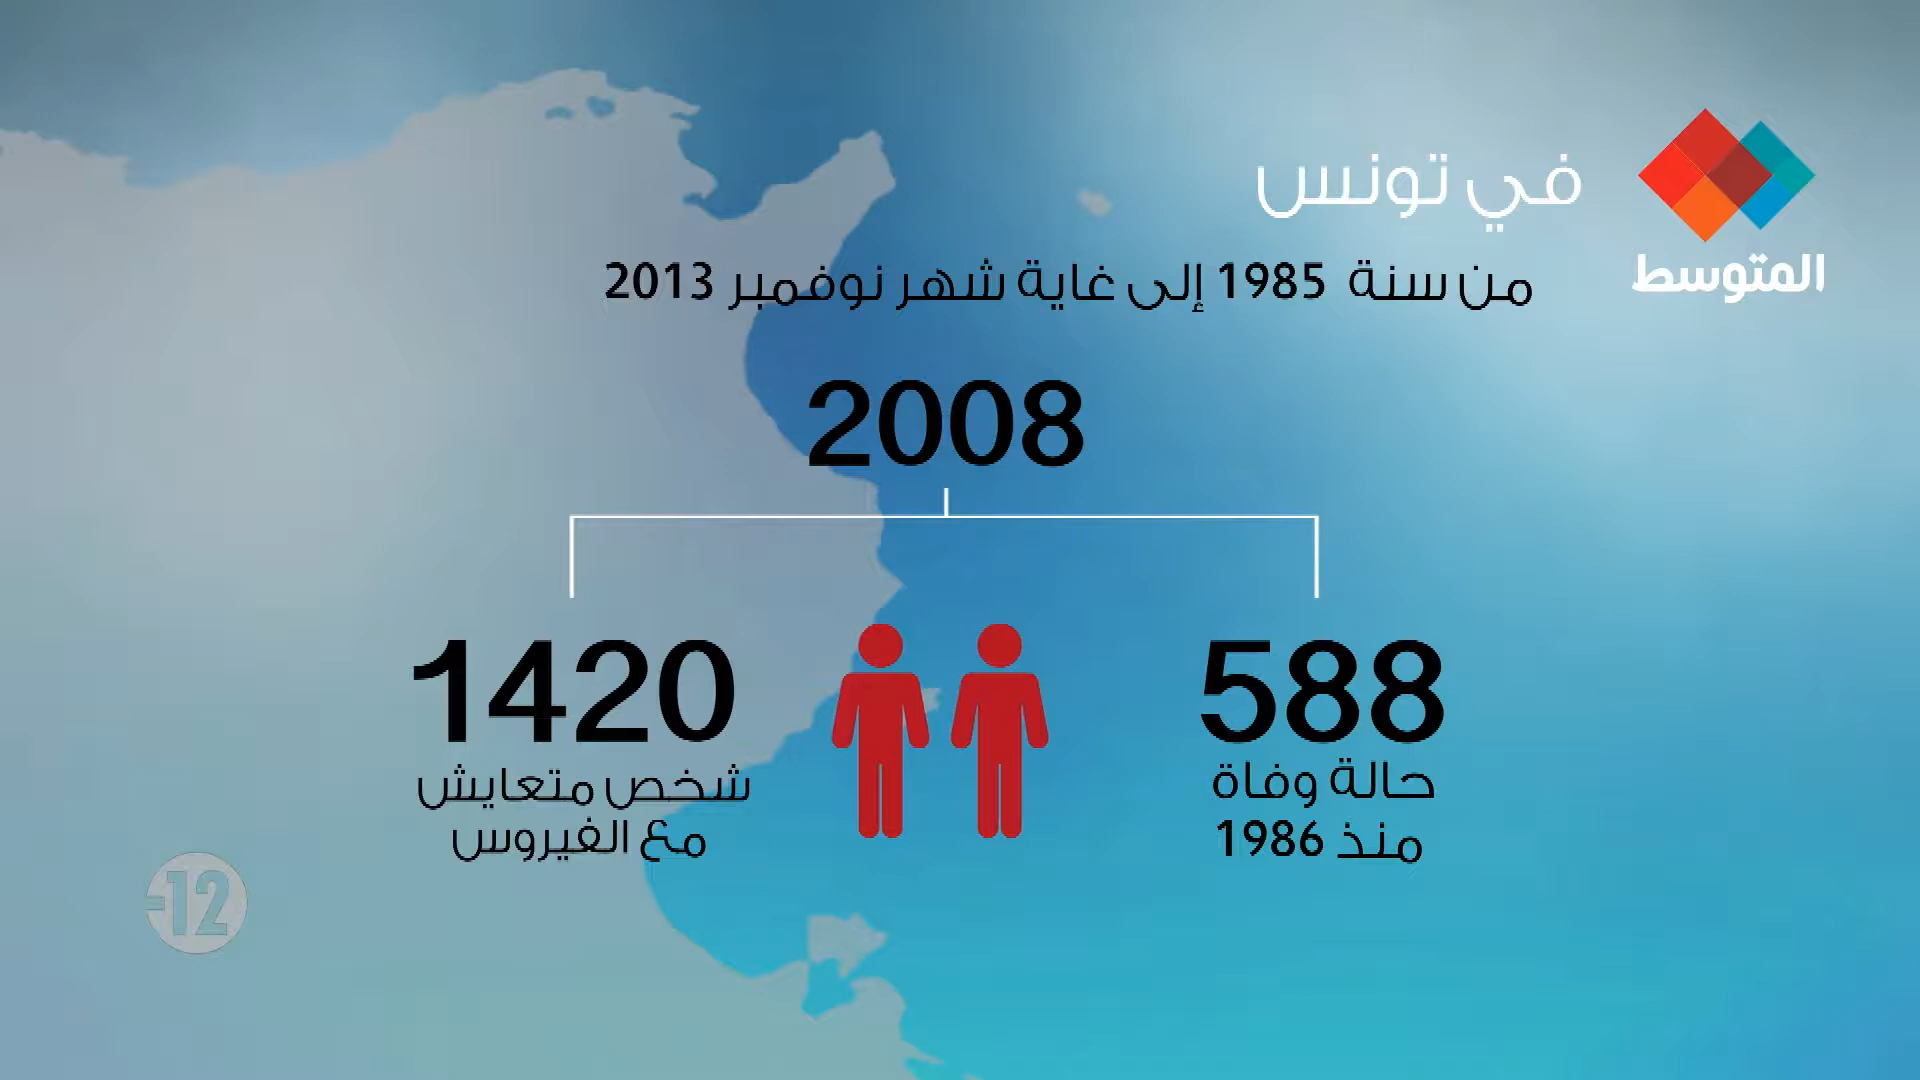 في تونس
المتوسط
من سنة 1985 إلى غاية شهر نوفمبر 2013
2008
588
حالة وفاة
منذ 1986
1420
شخص متعايش
مع الفيروس
-12